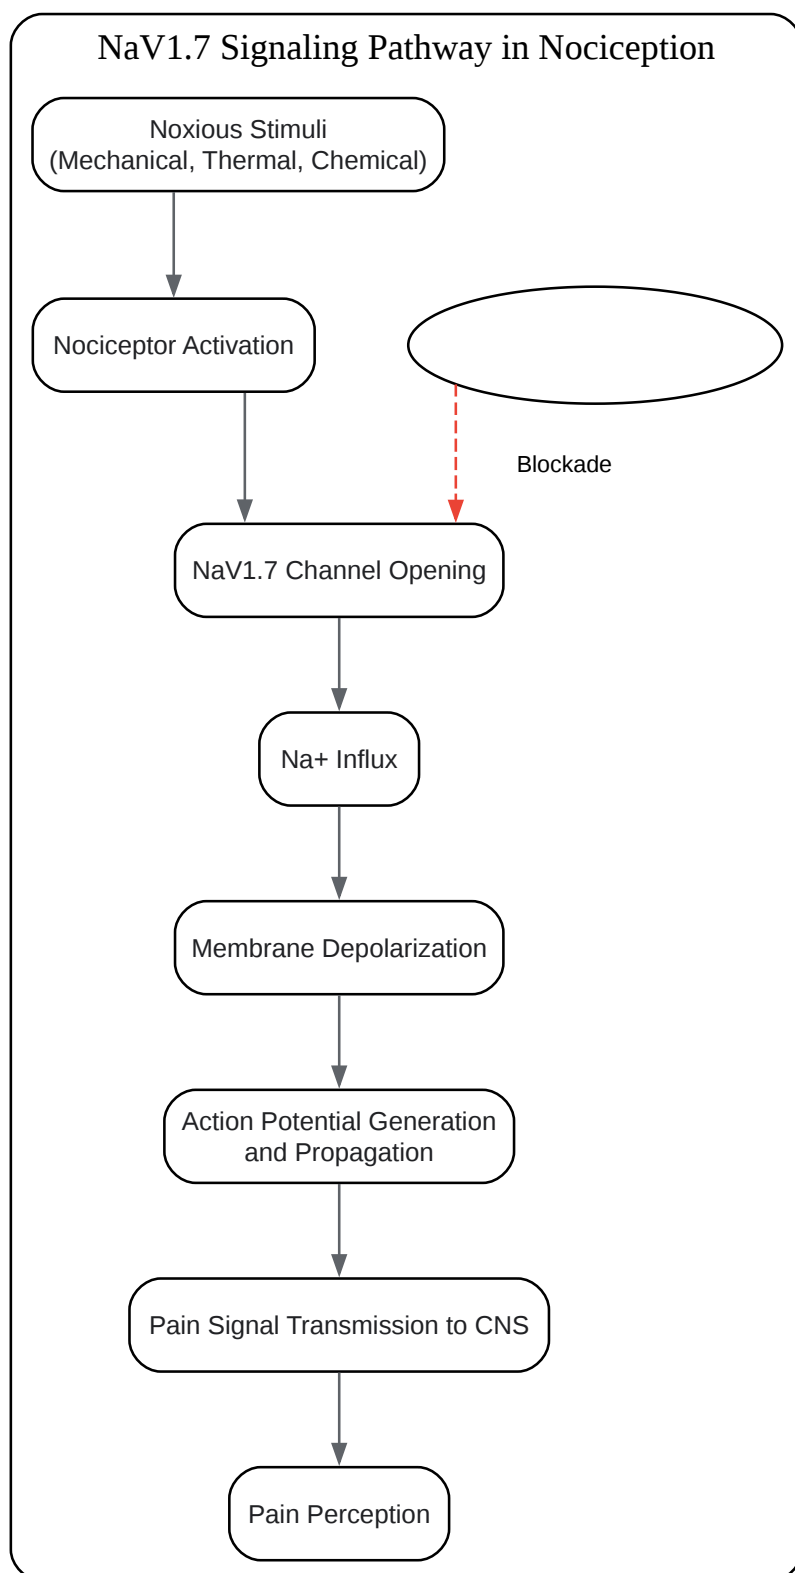 NaV1.7 Signaling Pathway in Nociception
Noxious Stimuli
(Mechanical, Thermal, Chemical)
Nociceptor Activation
Blockade
NaV1.7 Channel Opening
Na+ Influx
Membrane Depolarization
Action Potential Generation
and Propagation
Pain Signal Transmission to CNS
Pain Perception